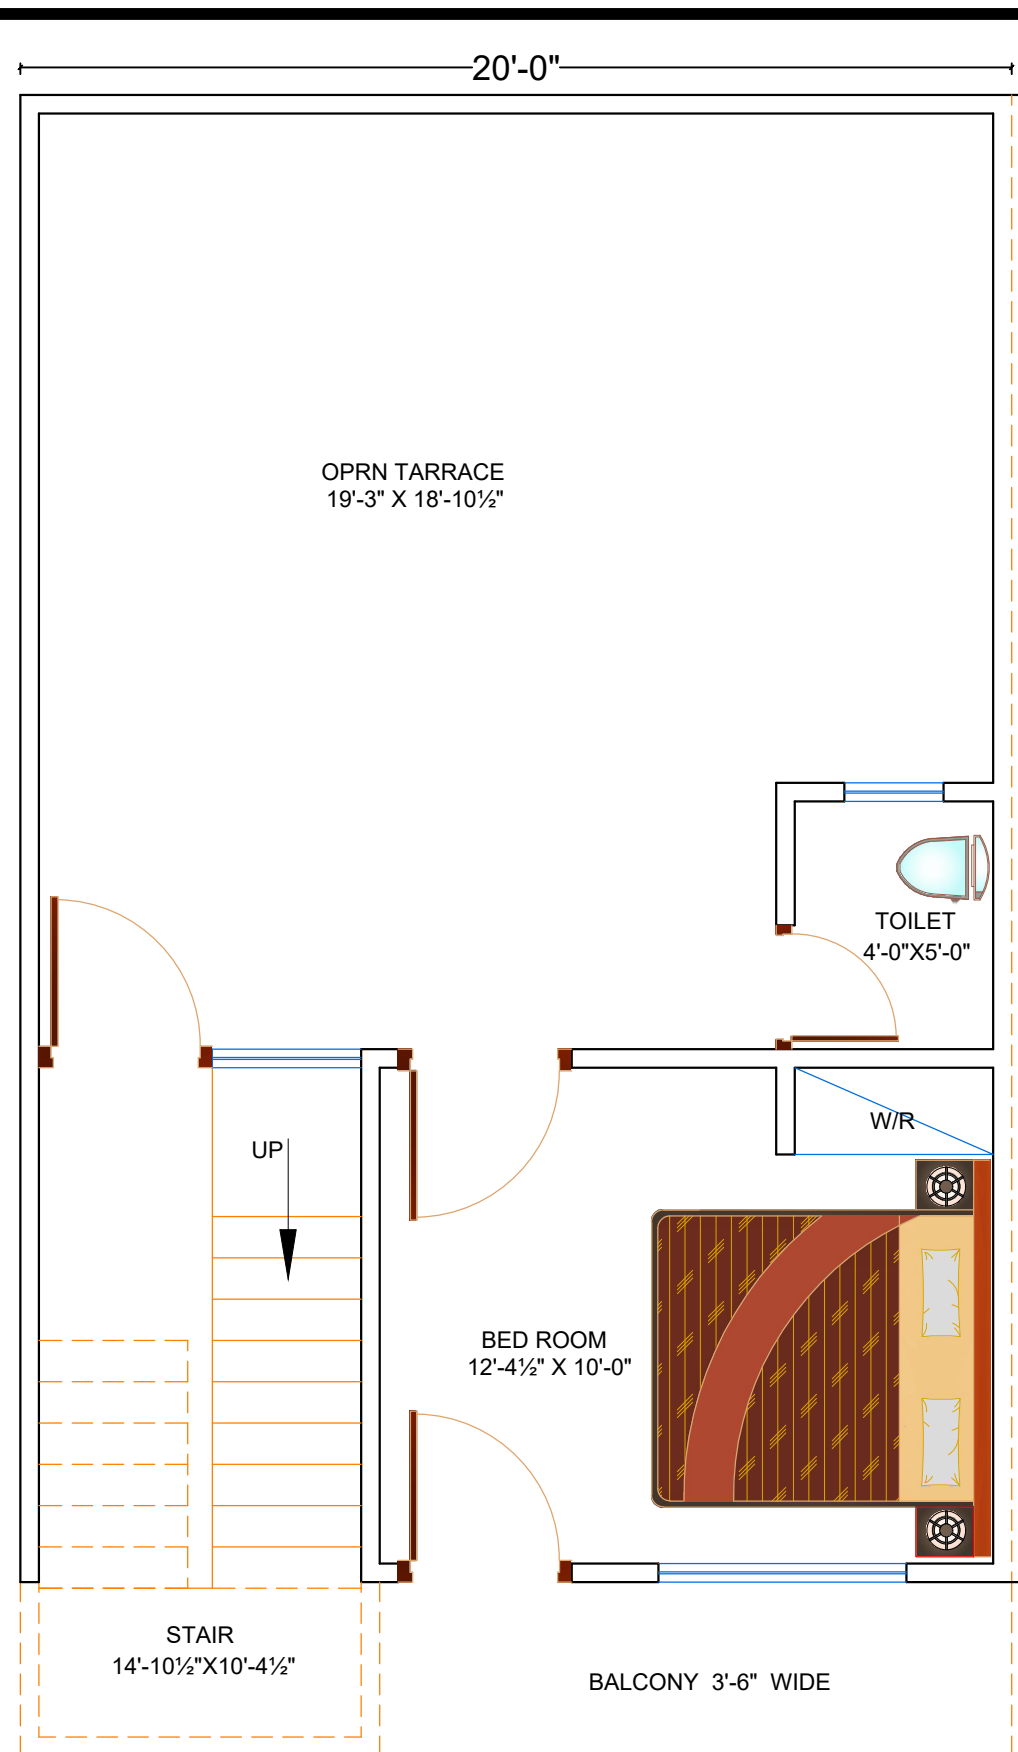 20'-0"
OPRN TARRACE
19'-3" X 18'-10½"
TOILET
4'-0"X5'-0"
UP
W/R
BED ROOM
12'-4½" X 10'-0"
STAIR
14'-10½"X10'-4½"
BALCONY 3'-6" WIDE